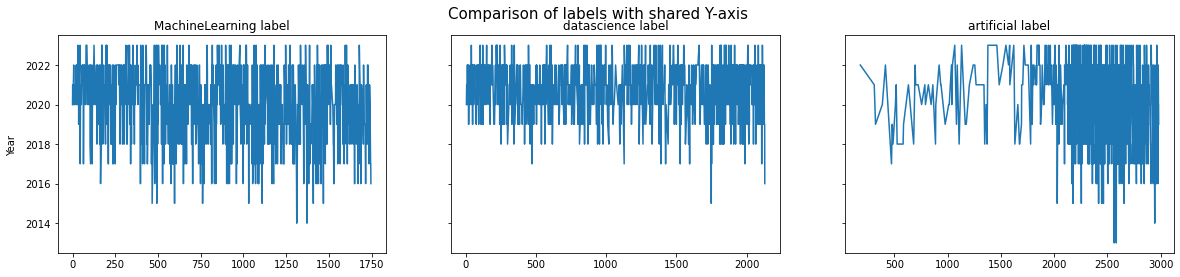 Comparison of labels with shared Y-axis
MachineLearning label
datascience label
artificial label
Year
2022
2020
2018
2016
2014
0 250 500 750 1000 1250 1500 1750
0 500 1000 1500 2000
500 1000 1500 2000 2500 3000